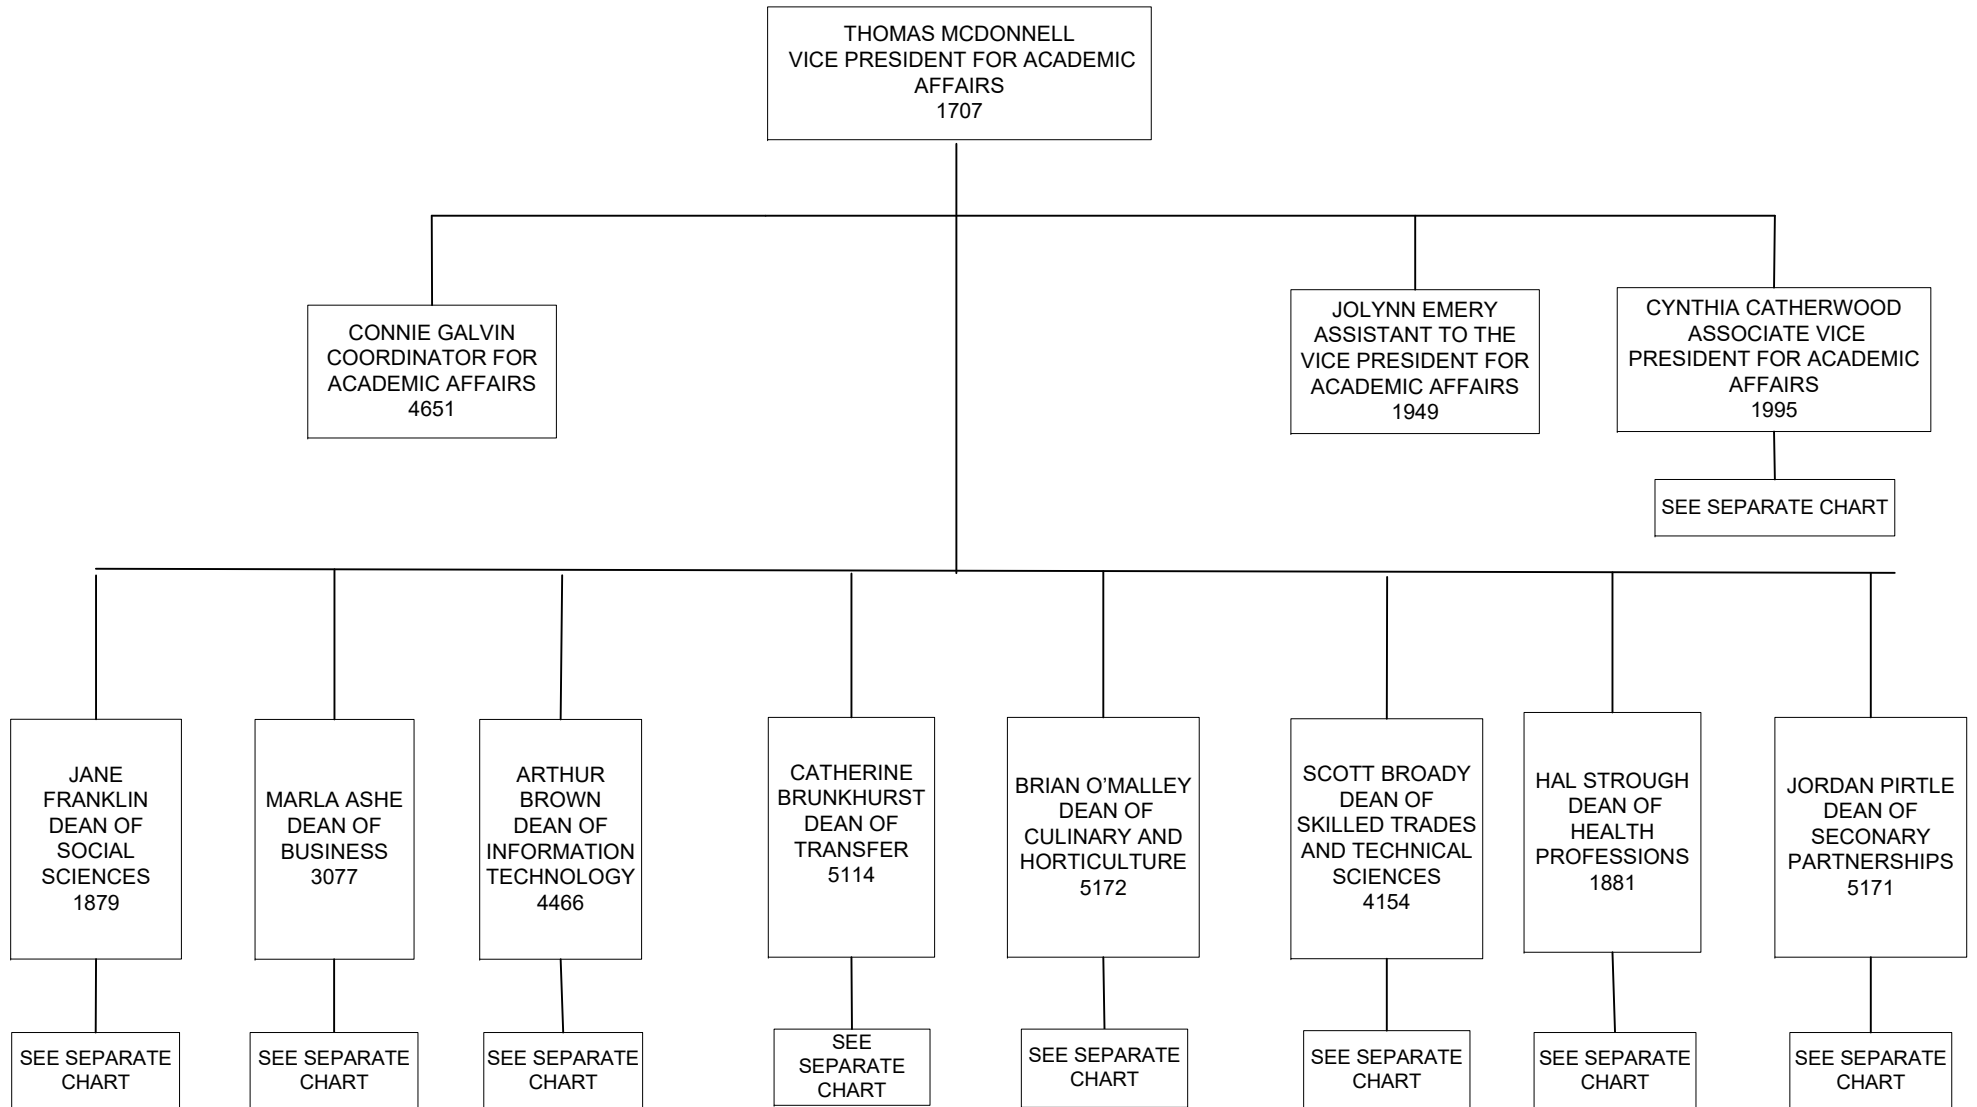 THOMAS MCDONNELL
VICE PRESIDENT FOR ACADEMIC
AFFAIRS
1707
CONNIE GALVIN
COORDINATOR FOR
ACADEMIC AFFAIRS
4651
JOLYNN EMERY
ASSISTANT TO THE
VICE PRESIDENT FOR
ACADEMIC AFFAIRS
1949
CYNTHIA CATHERWOOD
ASSOCIATE VICE
PRESIDENT FOR ACADEMIC
AFFAIRS
1995
SEE SEPARATE CHART
JANE
FRANKLIN
DEAN OF
SOCIAL
SCIENCES
1879
MARLA ASHE
DEAN OF
BUSINESS
3077
ARTHUR
BROWN
DEAN OF
INFORMATION
TECHNOLOGY
4466
CATHERINE
BRUNKHURST
DEAN OF
TRANSFER
5114
BRIAN O’MALLEY
DEAN OF
CULINARY AND
HORTICULTURE
5172
SCOTT BROADY
DEAN OF
SKILLED TRADES
AND TECHNICAL
SCIENCES
4154
HAL STROUGH
DEAN OF
HEALTH
PROFESSIONS
1881
JORDAN PIRTLE
DEAN OF
SECONARY
PARTNERSHIPS
5171
SEE SEPARATE
CHART
SEE SEPARATE
CHART
SEE SEPARATE
CHART
SEE
SEPARATE
CHART
SEE SEPARATE
CHART
SEE SEPARATE
CHART
SEE SEPARATE
CHART
SEE SEPARATE
CHART